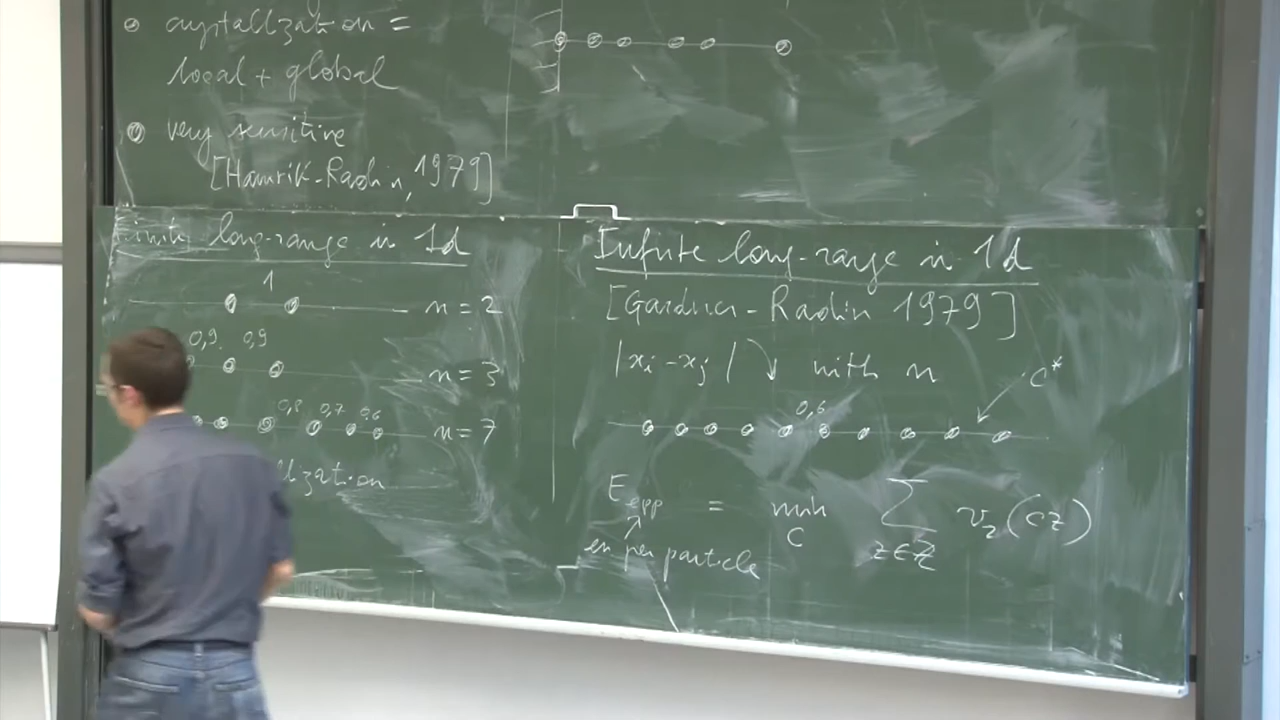 crystallization =
local + global
very sensitive
[Hamrik-Radin, 1979]
Finite long-range in 1d
1
n = 2
0,9 0,9
n = 3
0,8 0,7 0,6
n = 7
lization
Infinite long-range in 1d
[Gardner - Radin 1979]
|xi - xj| ↘ with n
c*
0,6
Eepp = min Σ v2(cz)
c z∈Z
en per particle